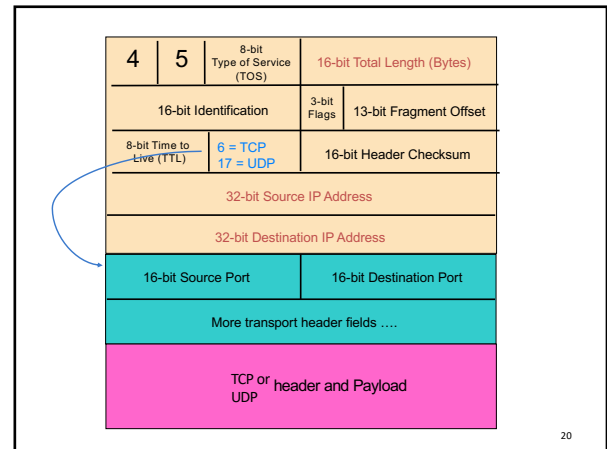 4
5
8-bit
Type of Service
(TOS)
16-bit Total Length (Bytes)
16-bit Identification
3-bit
Flags
13-bit Fragment Offset
8-bit Time to
Live (TTL)
6 = TCP
17 = UDP
16-bit Header Checksum
32-bit Source IP Address
32-bit Destination IP Address
16-bit Source Port
16-bit Destination Port
More transport header fields ….
TCP or
UDP
header and Payload
20